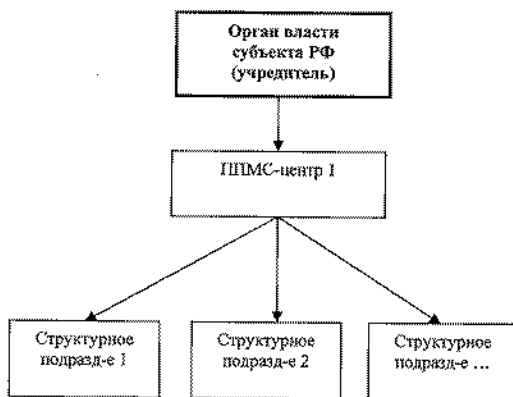 Орган власти
субъекта РФ
(учредитель)
ППМС-центр 1
Структурное
подразд-е 1
Структурное
подразд-е 2
Структурное
подразд-е ...